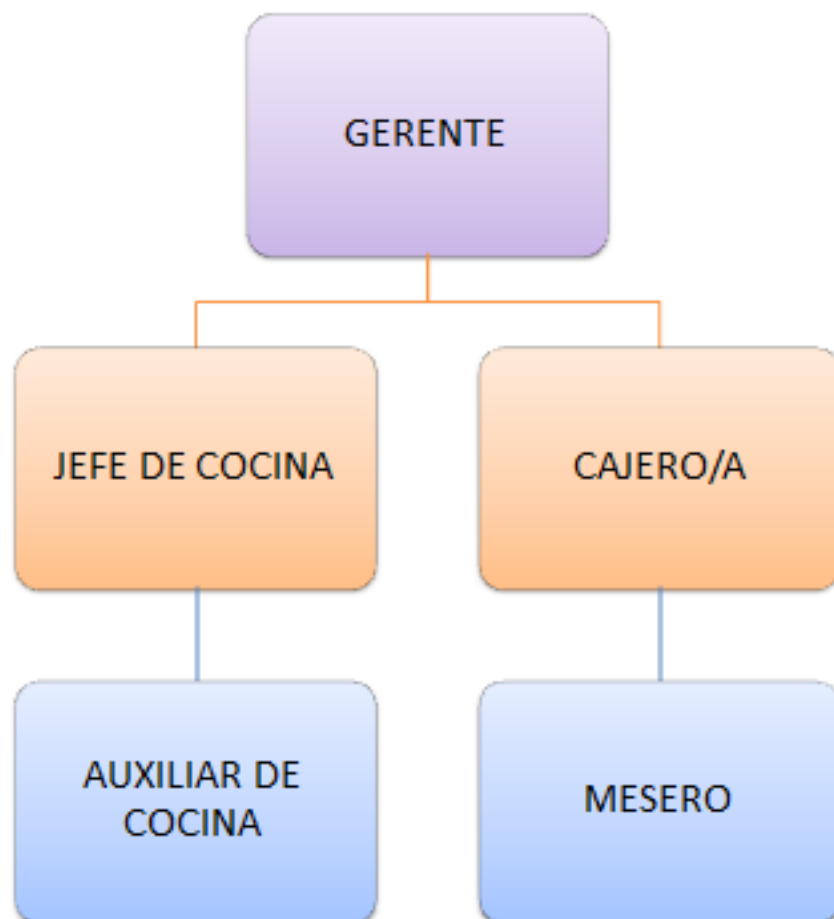 GERENTE
JEFE DE COCINA
CAJERO/A
AUXILIAR DE
COCINA
MESERO